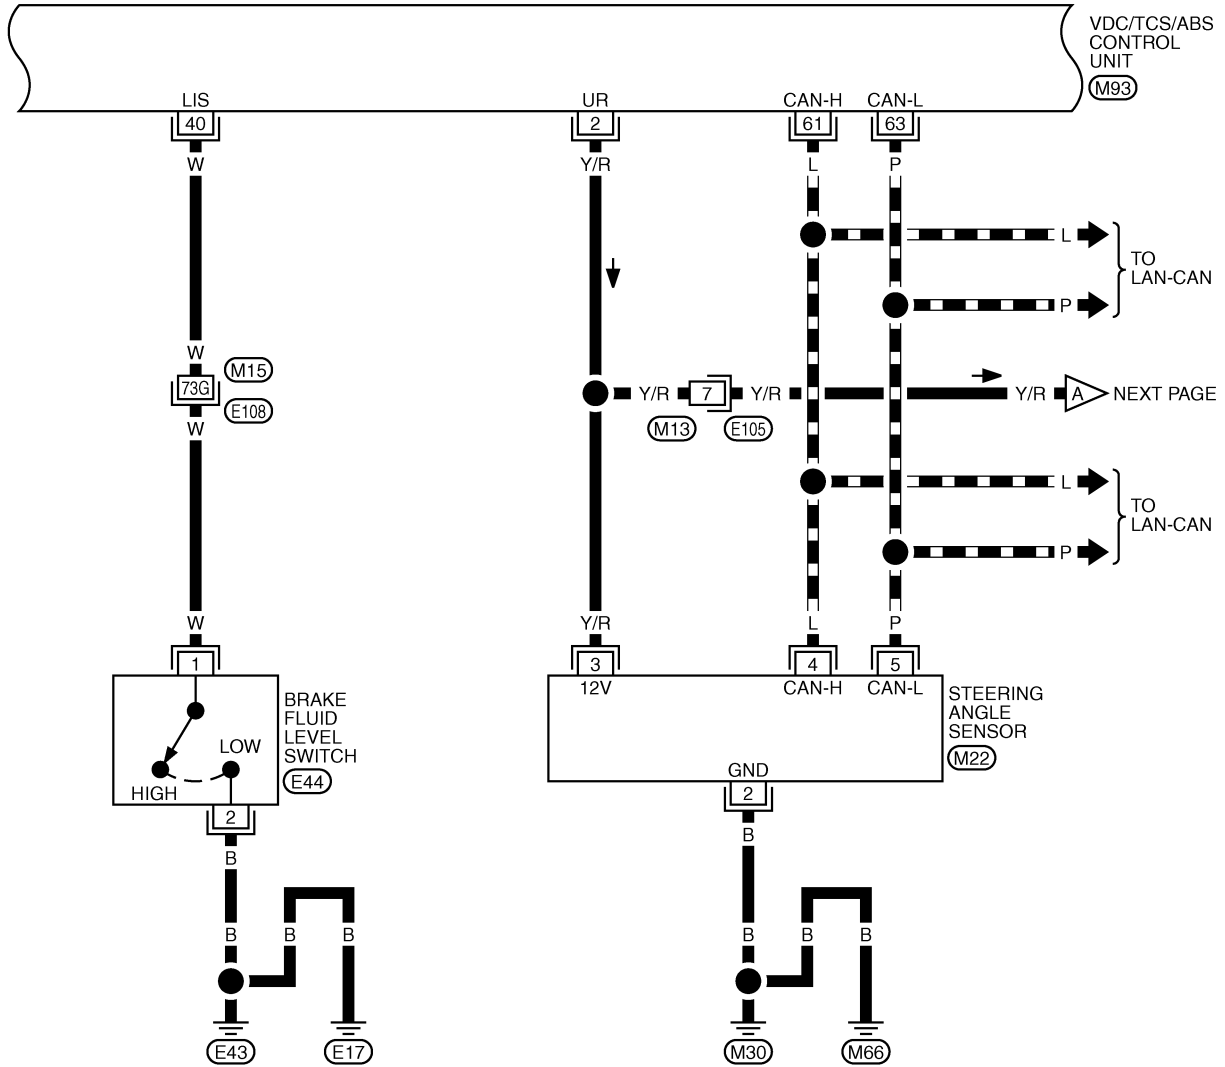 VDC/TCS/ABS
CONTROL
UNIT
M93
LIS
UR
CAN-H
CAN-L
40
2
61
63
W
Y/R
L
P
L
TO
LAN-CAN
P
W
M15
73G
E108
W
Y/R
7
Y/R
M13
E105
Y/R
A
NEXT PAGE
L
TO
LAN-CAN
P
W
Y/R
L
P
1
3
4
5
12V
CAN-H
CAN-L
BRAKE
FLUID
LEVEL
SWITCH
E44
LOW
HIGH
STEERING
ANGLE
SENSOR
M22
GND
2
2
B
B
B
B
B
B
B
B
E43
E17
M30
M66